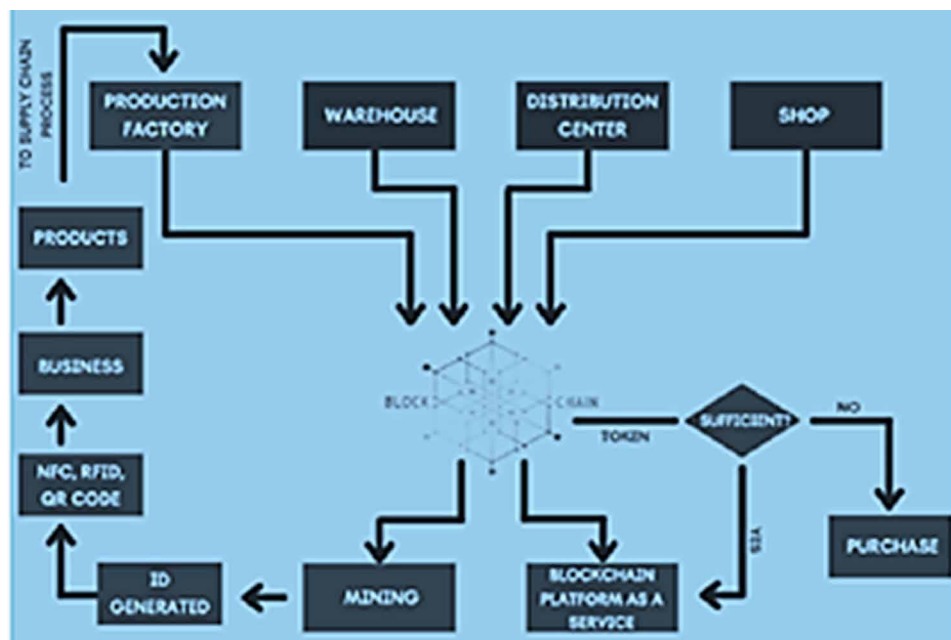 TO SUPPLY CHAIN
PROCESS
PRODUCTION
FACTORY
WAREHOUSE
DISTRIBUTION
CENTER
SHOP
PRODUCTS
BUSINESS
BLOCK
CHAIN
TOKEN
SUFFICIENT?
NO
YES
PURCHASE
NFC, RFID,
QR CODE
ID
GENERATED
MINING
BLOCKCHAIN
PLATFORM AS A
SERVICE